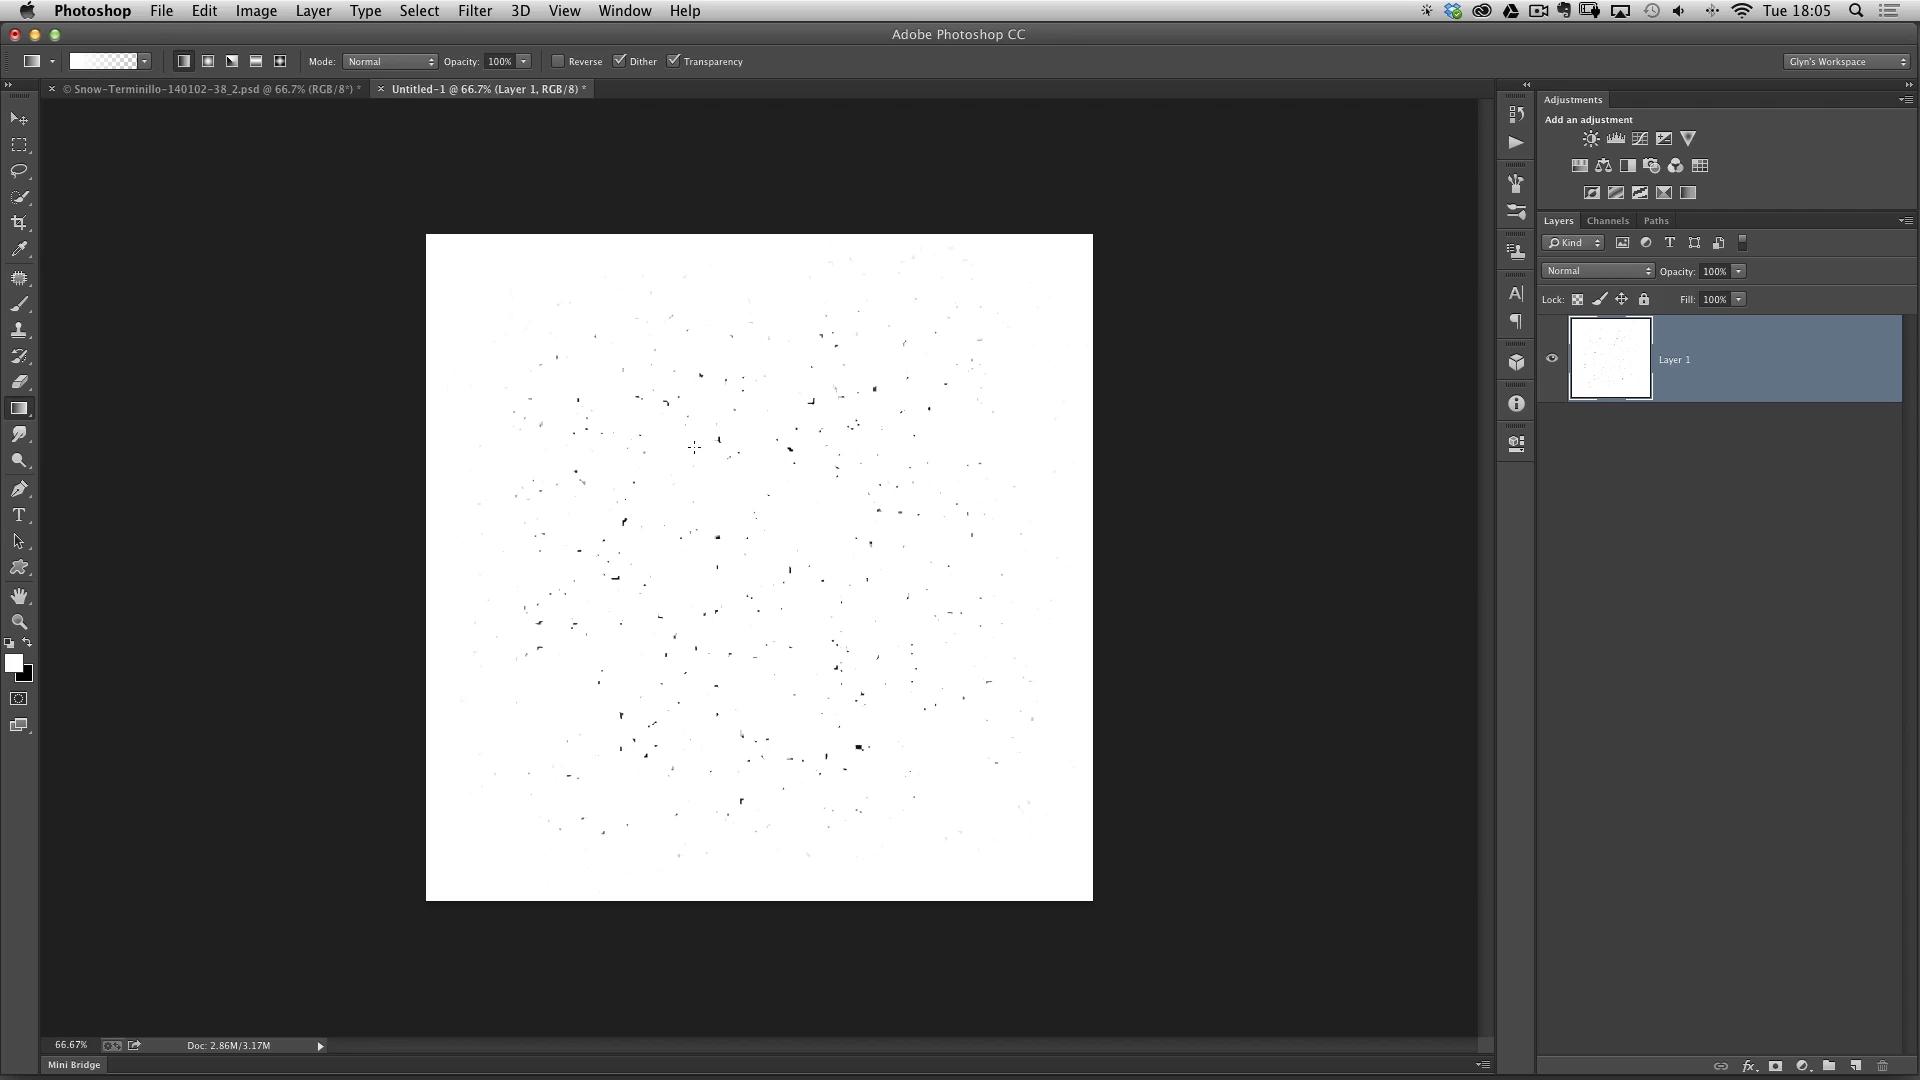 Photoshop File Edit Image Layer Type Select Filter 3D View Window Help Tue 18:05
Adobe Photoshop CC
Mode: Normal Opacity: 100% Reverse Dither Transparency Glyn's Workspace
© Snow-Terminillo-140102-38_2.psd @ 66.7% (RGB/8*) * Untitled-1 @ 66.7% (Layer 1, RGB/8) *
Adjustments
Add an adjustment
Layers Channels Paths
Kind
Normal Opacity: 100%
Lock: Fill: 100%
Layer 1
66.67% Doc: 2.86M/3.17M
Mini Bridge